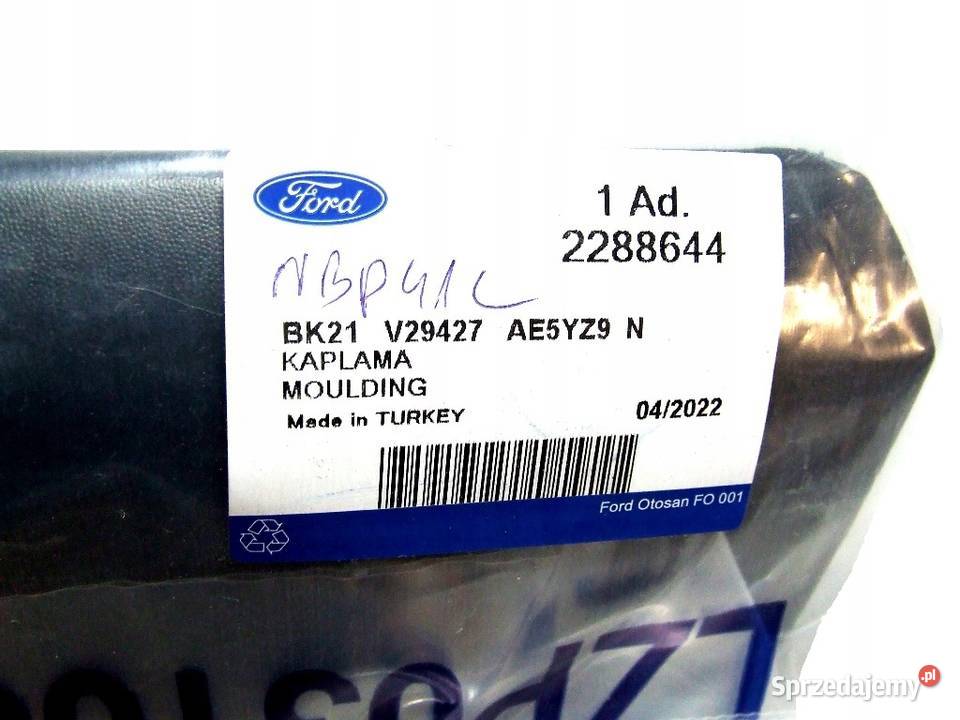 Ford
1 Ad.
2288644
NBP41C
BK21 V29427 AE5YZ9 N
KAPLAMA
MOULDING
Made in TURKEY
04/2022
Ford Otosan FO 001
Sprzedajemy.pl